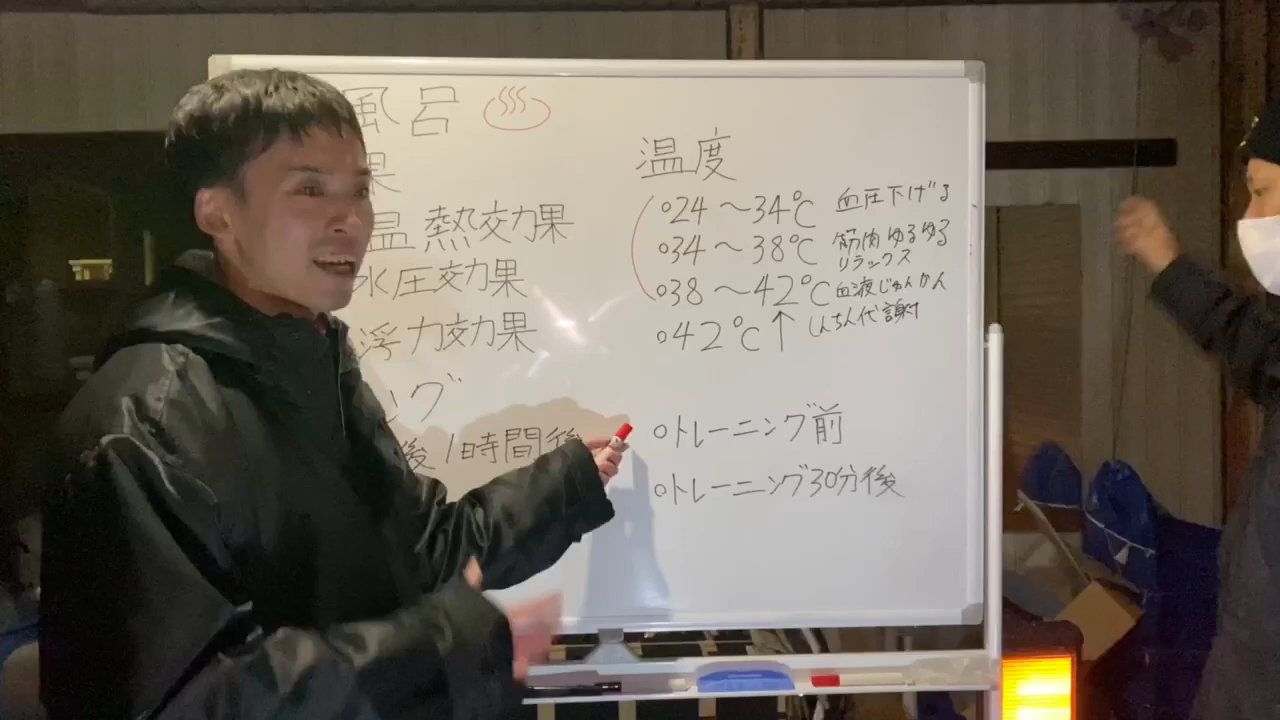 風呂
果
温熱効果
水圧効果
浮力効果
ング
後1時間後
温度
○24〜34℃ 血圧下げる
○34〜38℃ 筋肉ゆるゆる
リラックス
○38〜42℃ 血液じゅんかん
○42℃↑ しんちん代謝
○トレーニング前
○トレーニング30分後